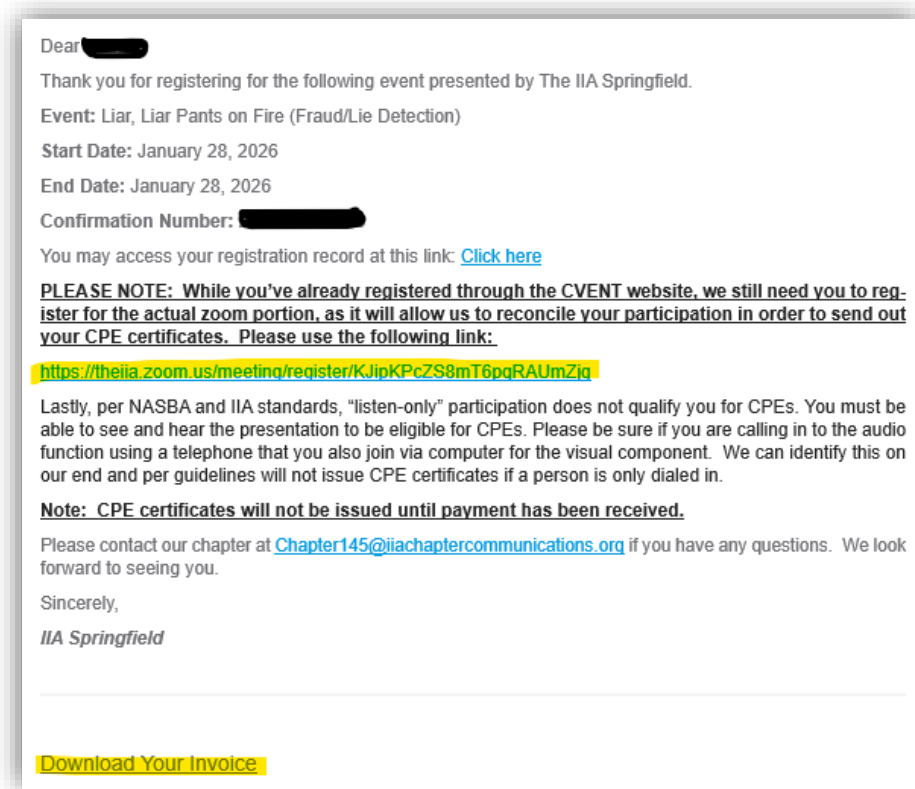 Dear
Thank you for registering for the following event presented by The IIA Springfield.
Event: Liar, Liar Pants on Fire (Fraud/Lie Detection)
Start Date: January 28, 2026
End Date: January 28, 2026
Confirmation Number:
You may access your registration record at this link: Click here
PLEASE NOTE:  While you've already registered through the CVENT website, we still need you to reg-
ister for the actual zoom portion, as it will allow us to reconcile your participation in order to send out
your CPE certificates.  Please use the following link:
https://theiia.zoom.us/meeting/register/KJipKPcZS8mT6pqRAUmZjq
Lastly, per NASBA and IIA standards, “listen-only” participation does not qualify you for CPEs. You must be
able to see and hear the presentation to be eligible for CPEs. Please be sure if you are calling in to the audio
function using a telephone that you also join via computer for the visual component.  We can identify this on
our end and per guidelines will not issue CPE certificates if a person is only dialed in.
Note:  CPE certificates will not be issued until payment has been received.
Please contact our chapter at Chapter145@iiachaptercommunications.org if you have any questions.  We look
forward to seeing you.
Sincerely,
IIA Springfield
Download Your Invoice